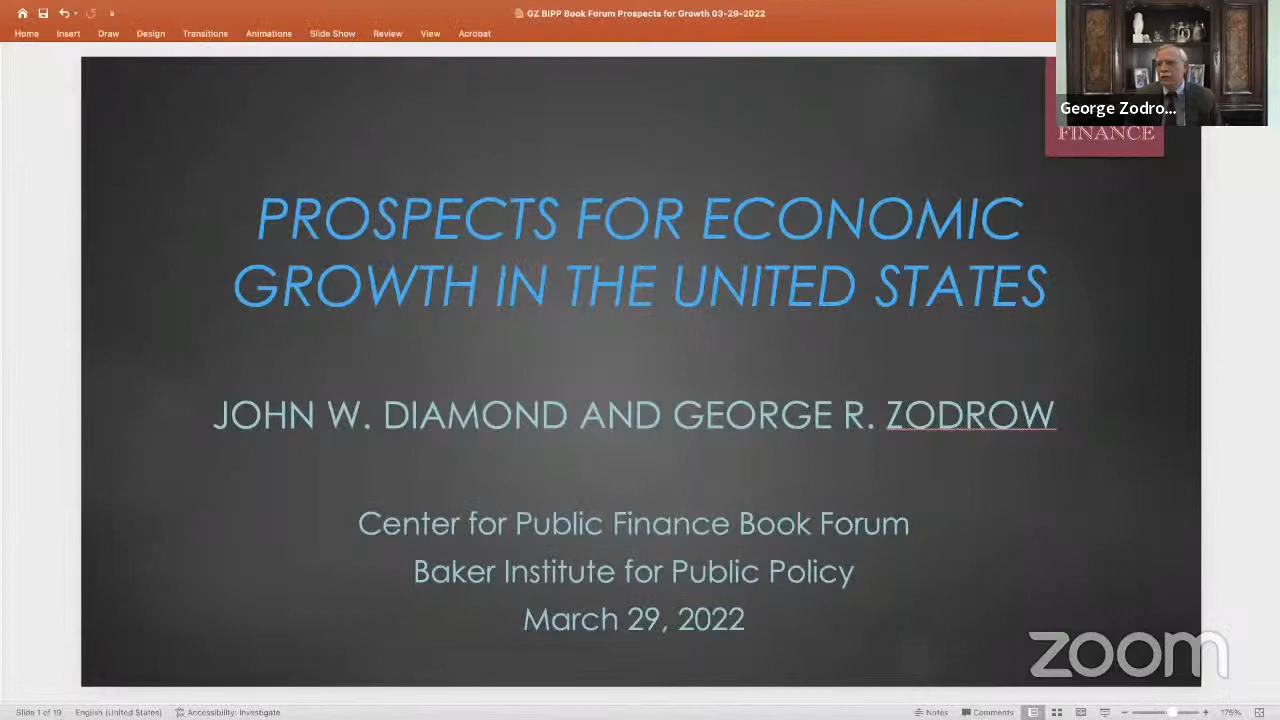 GZ BIPP Book Forum Prospects for Growth 03-29-2022
Home Insert Draw Design Transitions Animations Slide Show Review View Acrobat
George Zodro...
FINANCE
PROSPECTS FOR ECONOMIC
GROWTH IN THE UNITED STATES
JOHN W. DIAMOND AND GEORGE R. ZODROW
Center for Public Finance Book Forum
Baker Institute for Public Policy
March 29, 2022
zoom
Slide 1 of 19 English (United States) Accessibility: Investigate Notes Comments 175%